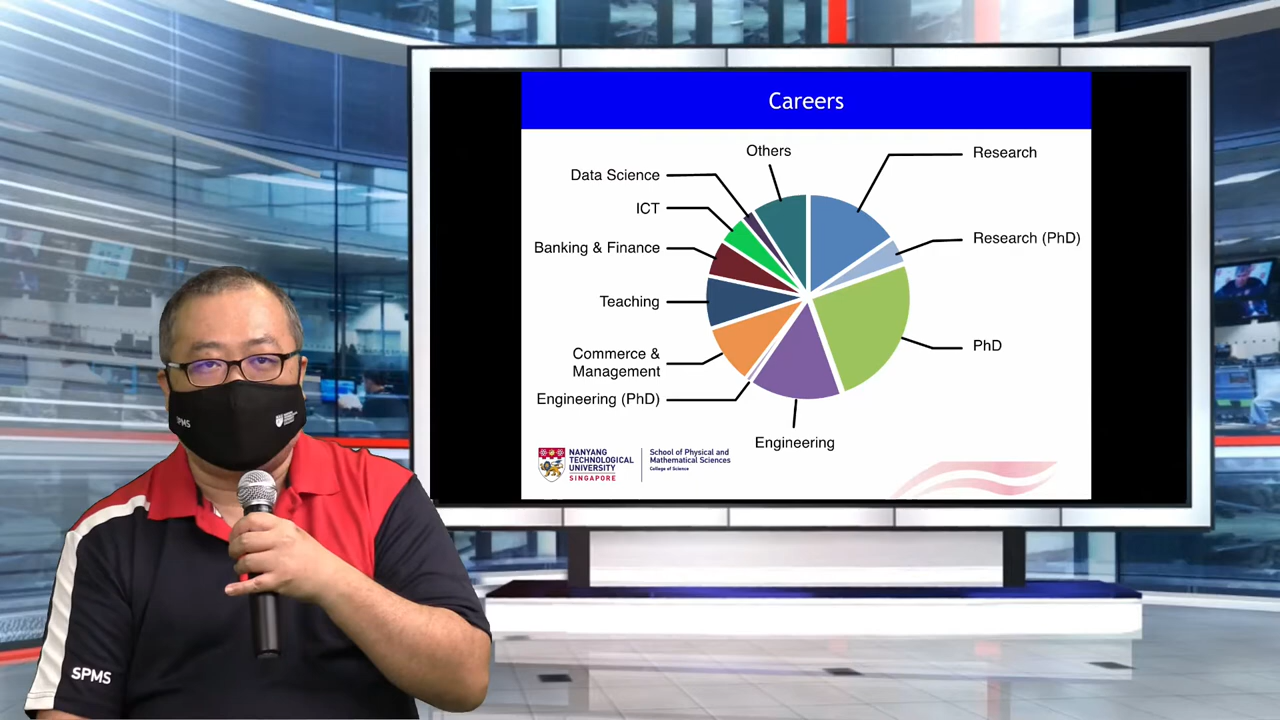 Careers
Others
Research
Data Science
ICT
Research (PhD)
Banking & Finance
Teaching
PhD
Commerce &
Management
Engineering (PhD)
Engineering
NANYANG
TECHNOLOGICAL
UNIVERSITY
SINGAPORE
School of Physical and
Mathematical Sciences
College of Science
SPMS
SPMS